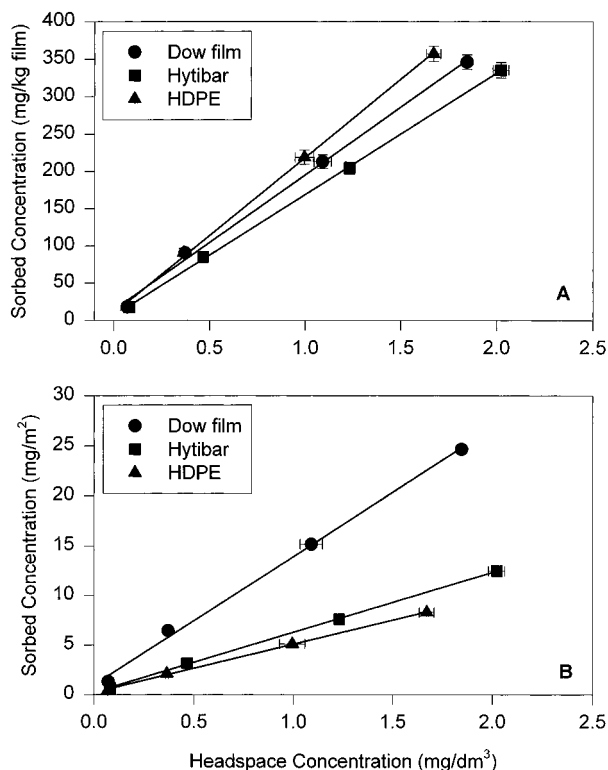 Sorbed Concentration (mg/kg film)
400
350
300
250
200
150
100
50
0
Dow film
Hytibar
HDPE
A
0.0 0.5 1.0 1.5 2.0 2.5
Sorbed Concentration (mg/m²)
30
25
20
15
10
5
0
Dow film
Hytibar
HDPE
B
0.0 0.5 1.0 1.5 2.0 2.5
Headspace Concentration (mg/dm³)